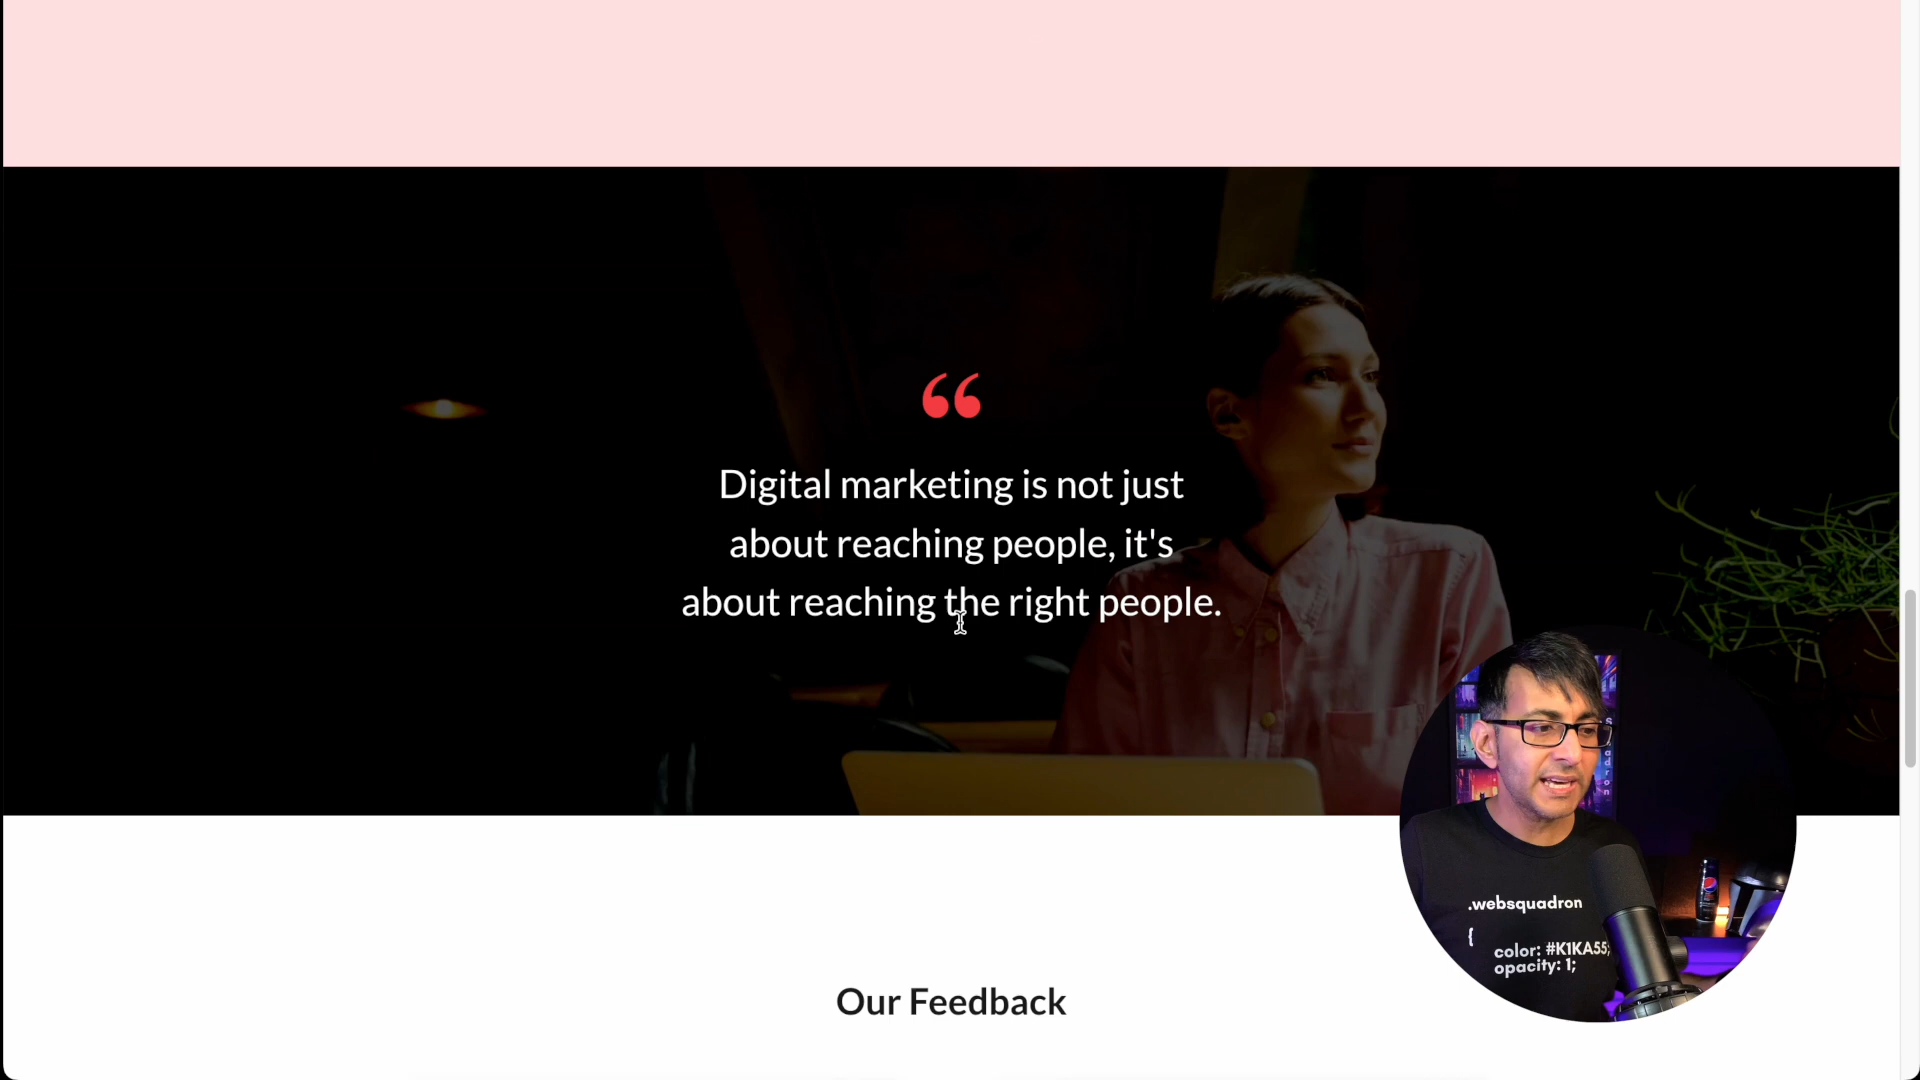 “
Digital marketing is not just
about reaching people, it's
about reaching the right people.
.websquadron
{
color: #K1KA55;
opacity: 1;
Our Feedback